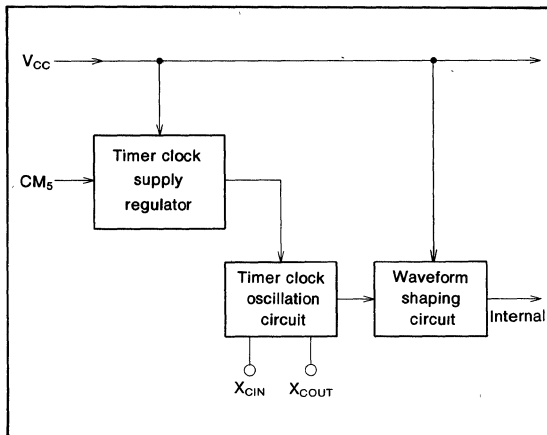 V_CC
CM_5
Timer clock
supply
regulator
Timer clock
oscillation
circuit
Waveform
shaping
circuit
Internal
X_CIN
X_COUT